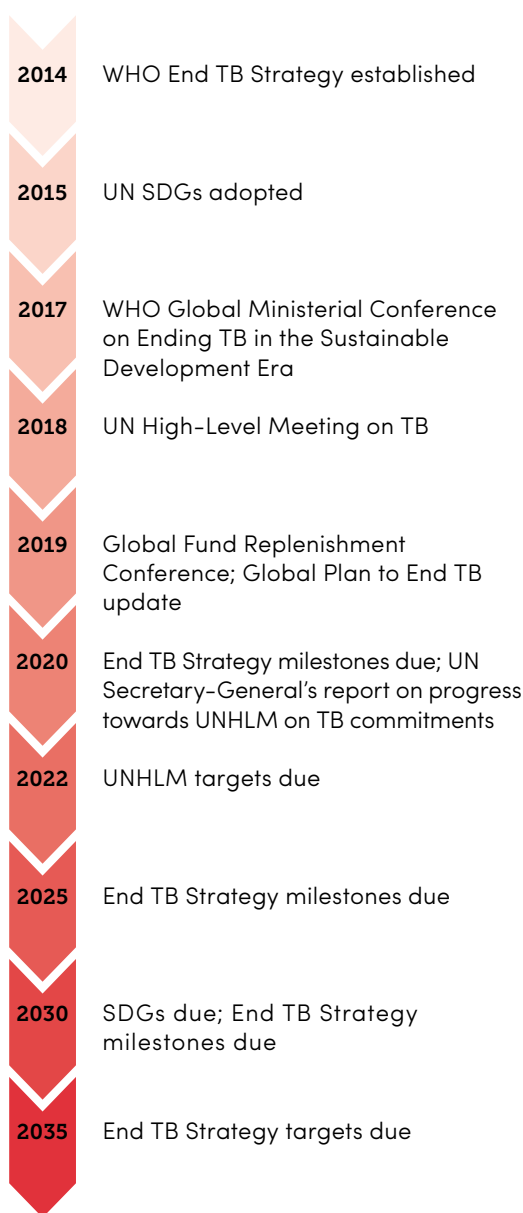 2014 WHO End TB Strategy established
2015 UN SDGs adopted
2017 WHO Global Ministerial Conference
on Ending TB in the Sustainable
Development Era
2018 UN High-Level Meeting on TB
2019 Global Fund Replenishment
Conference; Global Plan to End TB
update
2020 End TB Strategy milestones due; UN
Secretary-General’s report on progress
towards UNHLM on TB commitments
2022 UNHLM targets due
2025 End TB Strategy milestones due
2030 SDGs due; End TB Strategy
milestones due
2035 End TB Strategy targets due